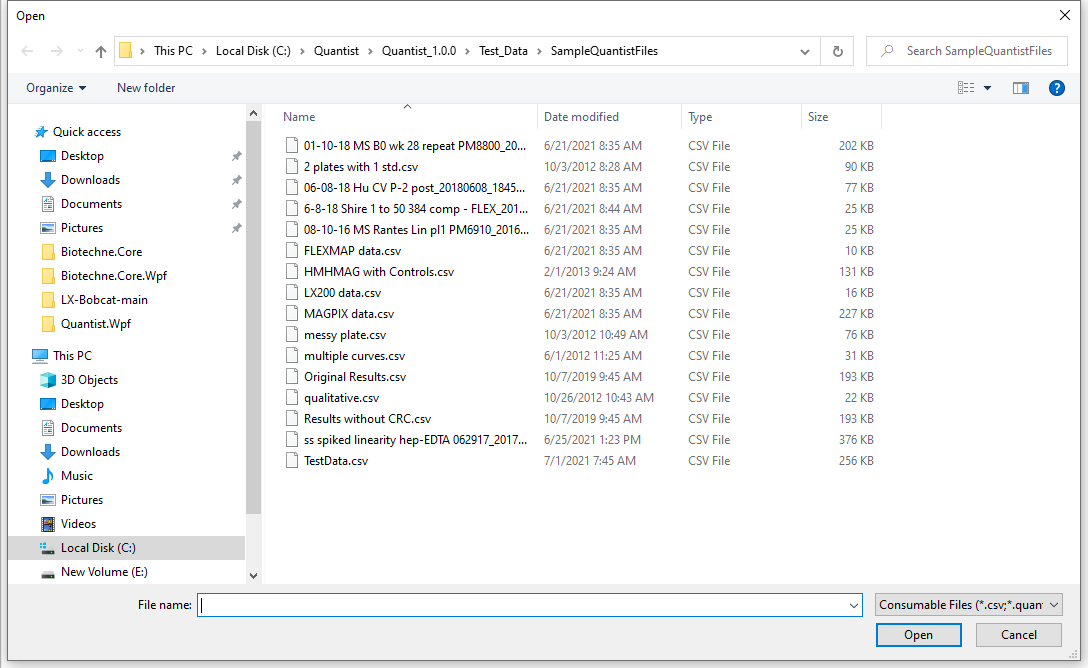 Open
This PC › Local Disk (C:) › Quantist › Quantist_1.0.0 › Test_Data › SampleQuantistFiles
Search SampleQuantistFiles
Organize
New folder
Quick access
Desktop
Downloads
Documents
Pictures
Biotechne.Core
Biotechne.Core.Wpf
LX-Bobcat-main
Quantist.Wpf
This PC
3D Objects
Desktop
Documents
Downloads
Music
Pictures
Videos
Local Disk (C:)
New Volume (E:)
Name Date modified Type Size
01-10-18 MS B0 wk 28 repeat PM8800_20... 6/21/2021 8:35 AM CSV File 202 KB
2 plates with 1 std.csv 10/3/2012 8:28 AM CSV File 90 KB
06-08-18 Hu CV P-2 post_20180608_1845... 6/21/2021 8:35 AM CSV File 77 KB
6-8-18 Shire 1 to 50 384 comp - FLEX_201... 6/21/2021 8:44 AM CSV File 25 KB
08-10-16 MS Rantes Lin pl1 PM6910_2016... 6/21/2021 8:35 AM CSV File 25 KB
FLEXMAP data.csv 6/21/2021 8:35 AM CSV File 10 KB
HMHMAG with Controls.csv 2/1/2013 9:24 AM CSV File 131 KB
LX200 data.csv 6/21/2021 8:35 AM CSV File 16 KB
MAGPIX data.csv 6/21/2021 8:35 AM CSV File 227 KB
messy plate.csv 10/3/2012 10:49 AM CSV File 76 KB
multiple curves.csv 6/1/2012 11:25 AM CSV File 31 KB
Original Results.csv 10/7/2019 9:45 AM CSV File 193 KB
qualitative.csv 10/26/2012 10:43 AM CSV File 22 KB
Results without CRC.csv 10/7/2019 9:45 AM CSV File 193 KB
ss spiked linearity hep-EDTA 062917_2017... 6/25/2021 1:23 PM CSV File 376 KB
TestData.csv 7/1/2021 7:45 AM CSV File 256 KB
File name:
Consumable Files (*.csv;*.quan
Open
Cancel